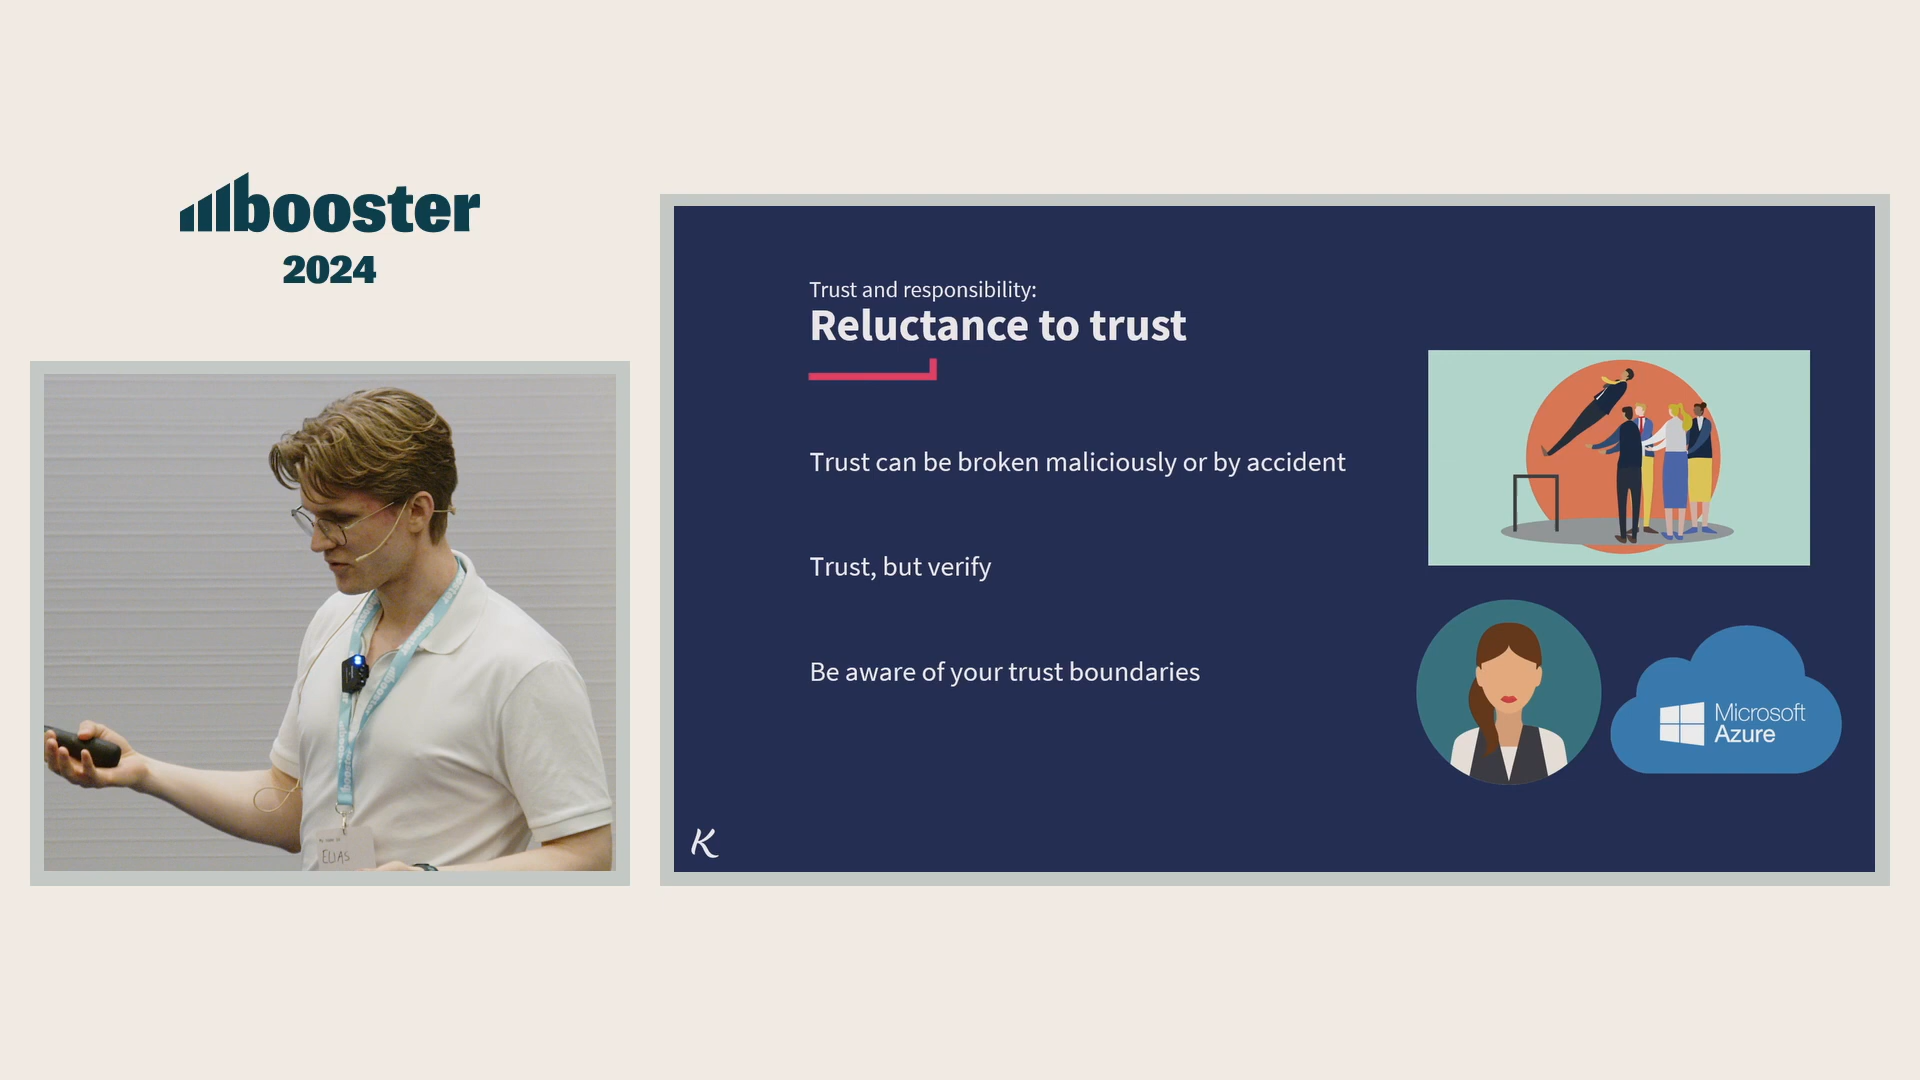 booster
2024
Trust and responsibility:
Reluctance to trust
Trust can be broken maliciously or by accident
Trust, but verify
Be aware of your trust boundaries
Microsoft
Azure
K
booster
ELIAS